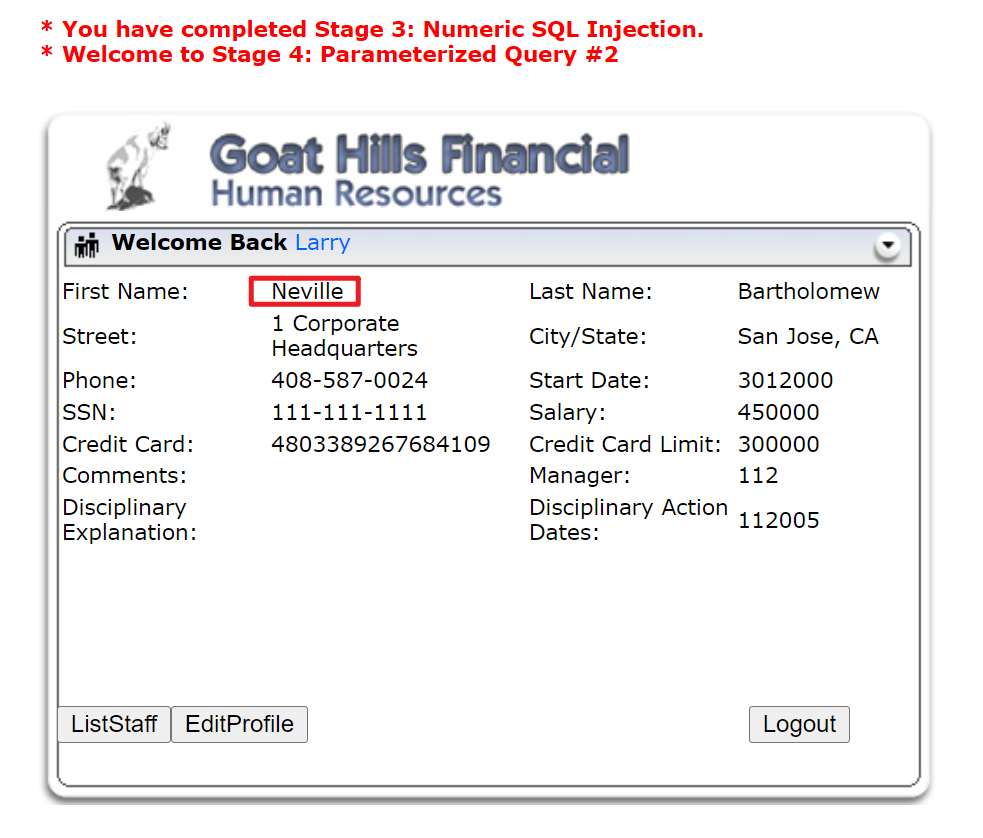 * You have completed Stage 3: Numeric SQL Injection.
* Welcome to Stage 4: Parameterized Query #2
Goat Hills Financial
Human Resources
Welcome Back Larry
First Name: Neville Last Name: Bartholomew
Street: 1 Corporate Headquarters City/State: San Jose, CA
Phone: 408-587-0024 Start Date: 3012000
SSN: 111-111-1111 Salary: 450000
Credit Card: 4803389267684109 Credit Card Limit: 300000
Comments: Manager: 112
Disciplinary Explanation: Disciplinary Action Dates: 112005
ListStaff EditProfile Logout